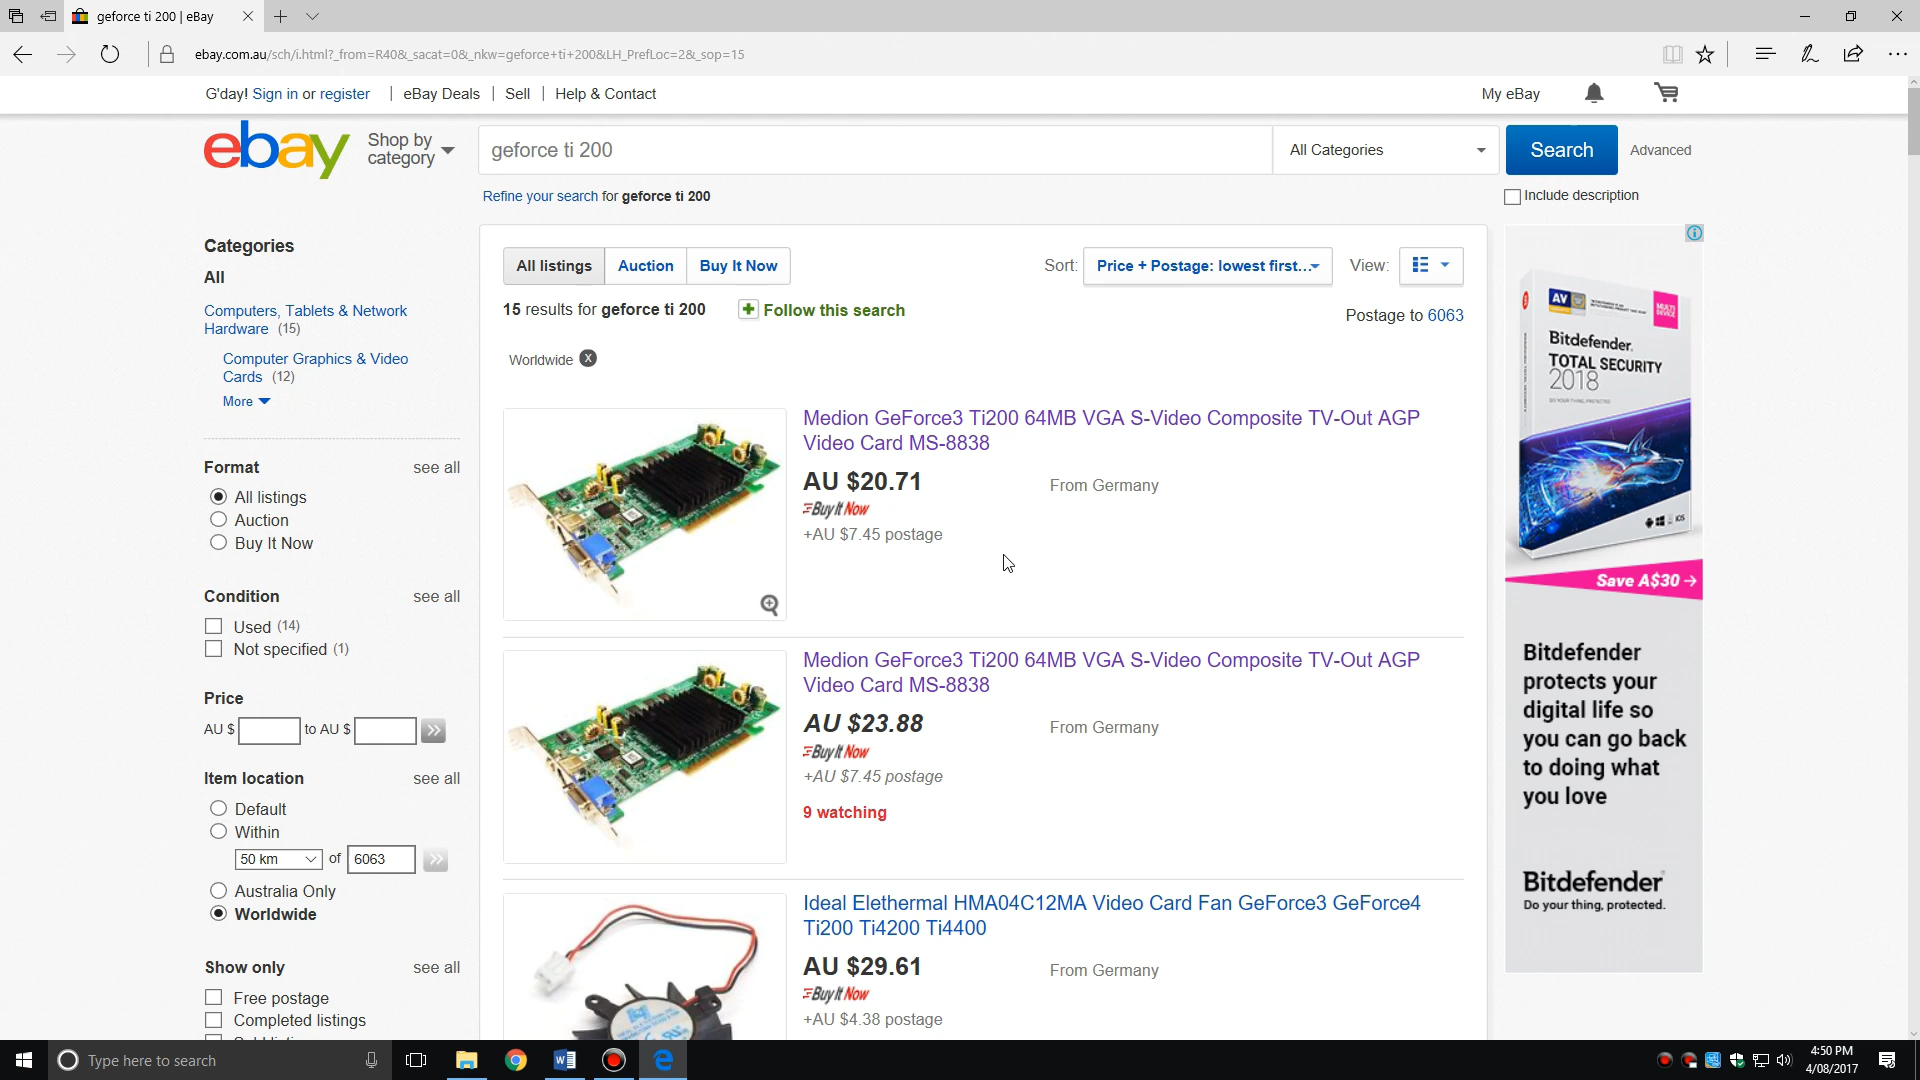 geforce ti 200 | eBay
ebay.com.au/sch/i.html?_from=R40&_sacat=0&_nkw=geforce+ti+200&LH_PrefLoc=2&_sop=15
G'day! Sign in or register | eBay Deals | Sell | Help & Contact
My eBay
ebay
Shop by
category
geforce ti 200
All Categories
Search
Advanced
Refine your search for geforce ti 200
Include description
Categories
All
Computers, Tablets & Network
Hardware (15)
Computer Graphics & Video
Cards (12)
More
Format see all
All listings
Auction
Buy It Now
Condition see all
Used (14)
Not specified (1)
Price
AU $ to AU $
Item location see all
Default
Within
50 km of 6063
Australia Only
Worldwide
Show only see all
Free postage
Completed listings
All listings Auction Buy It Now
Sort: Price + Postage: lowest first...
View:
15 results for geforce ti 200
Follow this search
Postage to 6063
Worldwide X
Medion GeForce3 Ti200 64MB VGA S-Video Composite TV-Out AGP
Video Card MS-8838
AU $20.71
From Germany
Buy It Now
+AU $7.45 postage
Medion GeForce3 Ti200 64MB VGA S-Video Composite TV-Out AGP
Video Card MS-8838
AU $23.88
From Germany
Buy It Now
+AU $7.45 postage
9 watching
Ideal Elethermal HMA04C12MA Video Card Fan GeForce3 GeForce4
Ti200 Ti4200 Ti4400
AU $29.61
From Germany
Buy It Now
+AU $4.38 postage
AV
MULTI
DEVICE
Bitdefender
TOTAL SECURITY
2018
iOS
Save A$30
Bitdefender
protects your
digital life so
you can go back
to doing what
you love
Bitdefender
Do your thing, protected.
Type here to search
4:50 PM
4/08/2017